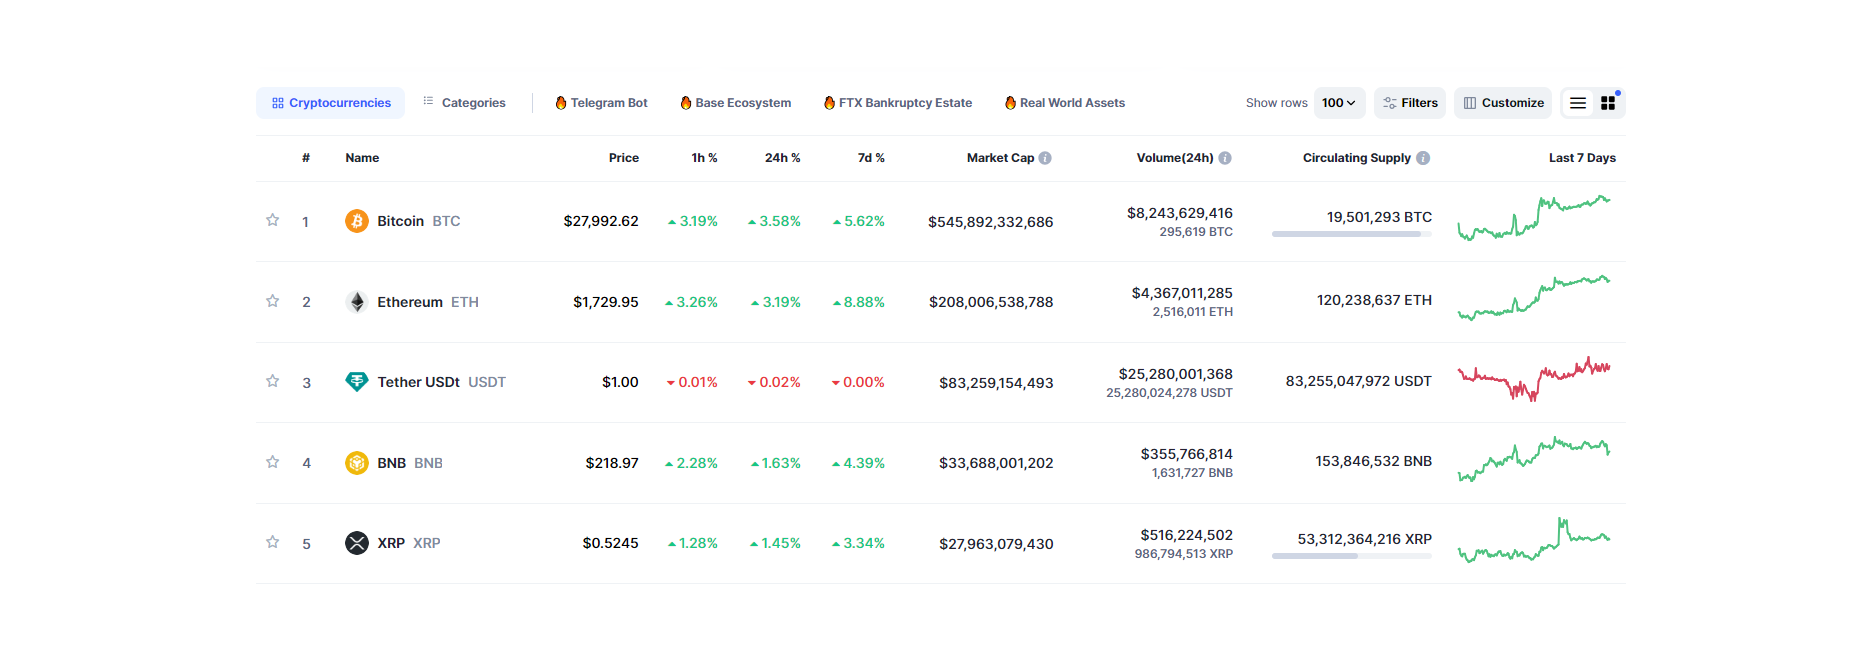 Cryptocurrencies Categories Telegram Bot Base Ecosystem FTX Bankruptcy Estate Real World Assets Show rows 100 Filters Customize
# Name Price 1h % 24h % 7d % Market Cap Volume(24h) Circulating Supply Last 7 Days
1 Bitcoin BTC $27,992.62 3.19% 3.58% 5.62% $545,892,332,686 $8,243,629,416 19,501,293 BTC
295,619 BTC
2 Ethereum ETH $1,729.95 3.26% 3.19% 8.88% $208,006,538,788 $4,367,011,285 120,238,637 ETH
2,516,011 ETH
3 Tether USDt USDT $1.00 0.01% 0.02% 0.00% $83,259,154,493 $25,280,001,368 83,255,047,972 USDT
25,280,024,278 USDT
4 BNB BNB $218.97 2.28% 1.63% 4.39% $33,688,001,202 $355,766,814 153,846,532 BNB
1,631,727 BNB
5 XRP XRP $0.5245 1.28% 1.45% 3.34% $27,963,079,430 $516,224,502 53,312,364,216 XRP
986,794,513 XRP